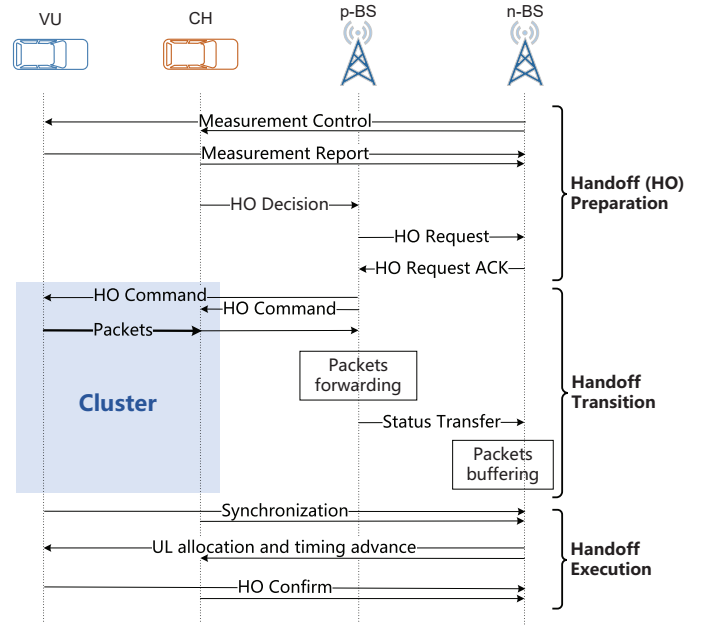 VU
CH
p-BS
n-BS
Measurement Control
Measurement Report
HO Decision
HO Request
HO Request ACK
Handoff (HO)
Preparation
HO Command
HO Command
Packets
Packets
forwarding
Cluster
Status Transfer
Packets
buffering
Handoff
Transition
Synchronization
UL allocation and timing advance
HO Confirm
Handoff
Execution